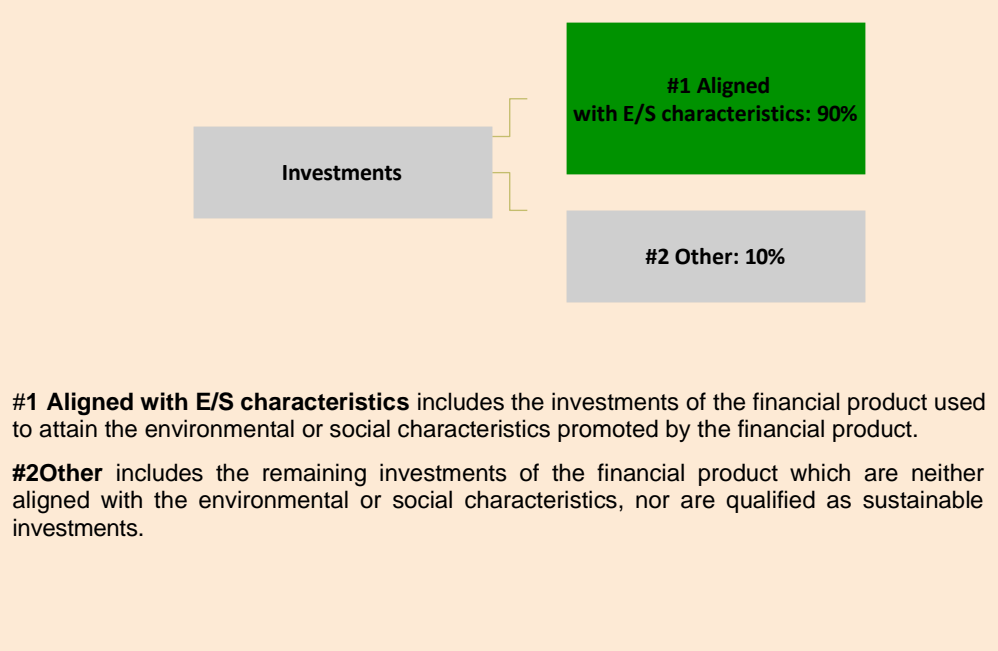 #1 Aligned
with E/S characteristics: 90%
Investments
#2 Other: 10%
#1 Aligned with E/S characteristics includes the investments of the financial product used
to attain the environmental or social characteristics promoted by the financial product.
#2Other includes the remaining investments of the financial product which are neither
aligned with the environmental or social characteristics, nor are qualified as sustainable
investments.